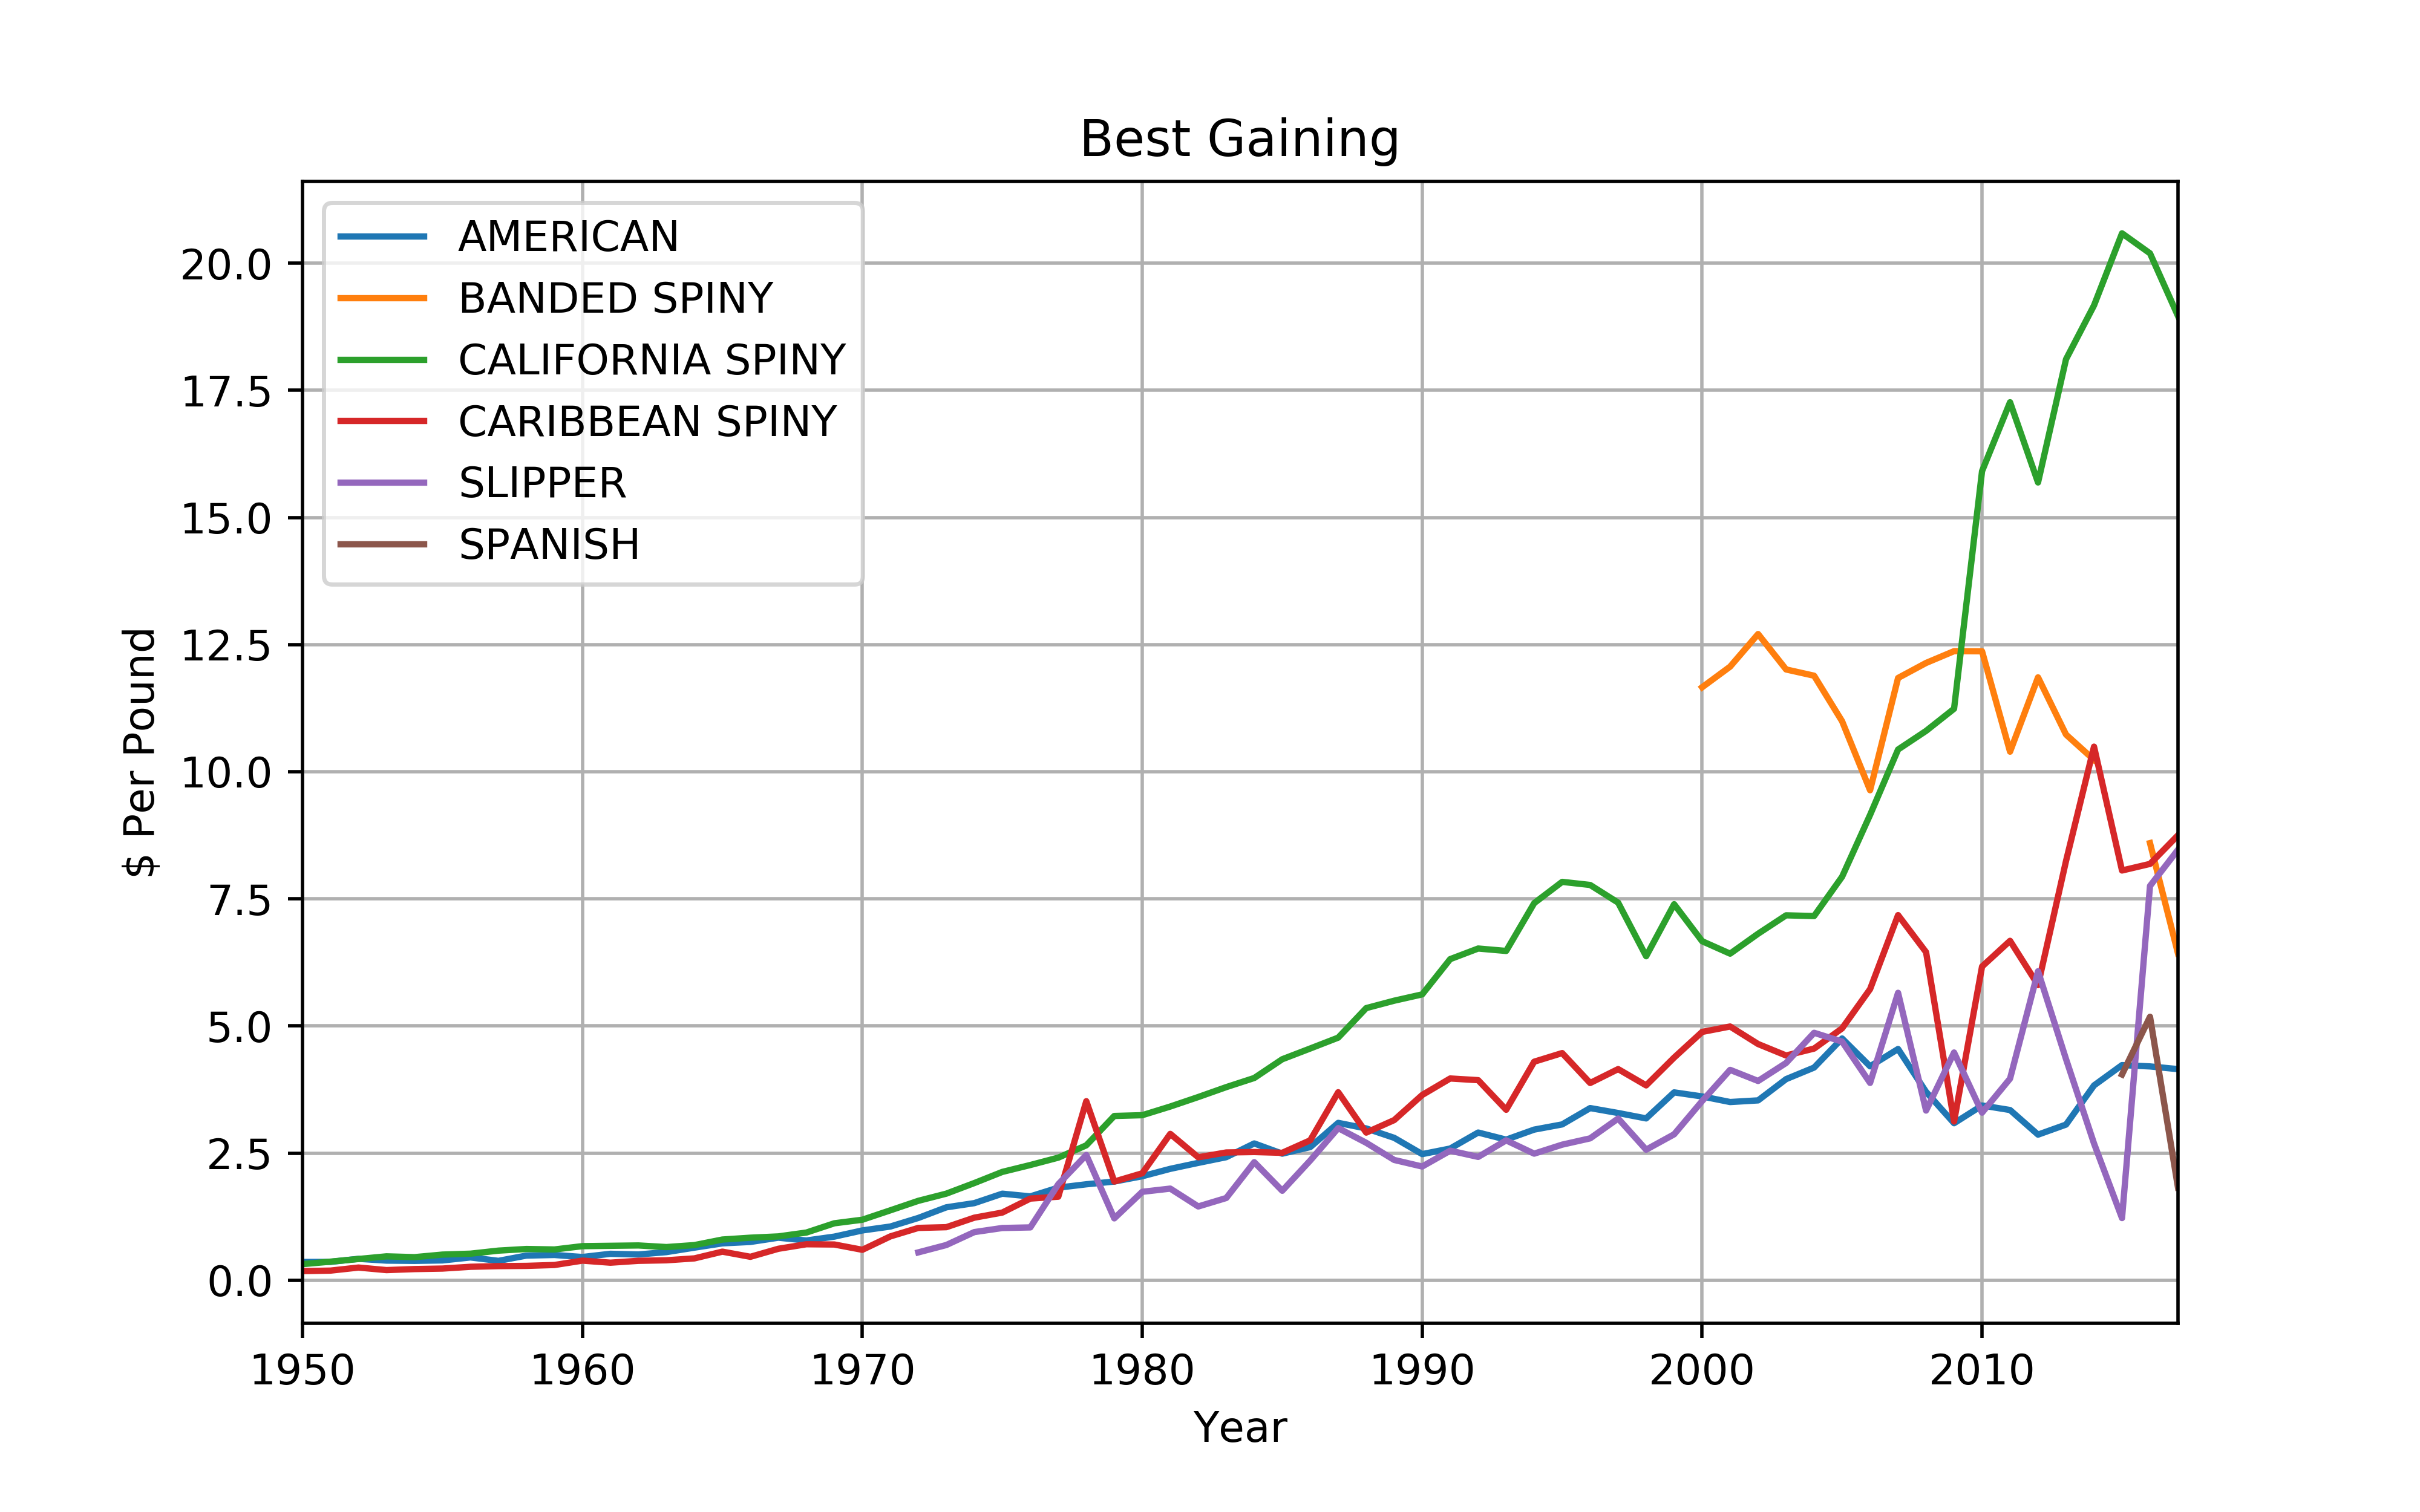 Best Gaining
AMERICAN
BANDED SPINY
CALIFORNIA SPINY
CARIBBEAN SPINY
SLIPPER
SPANISH
$ Per Pound
20.0
17.5
15.0
12.5
10.0
7.5
5.0
2.5
0.0
1950 1960 1970 1980 1990 2000 2010
Year